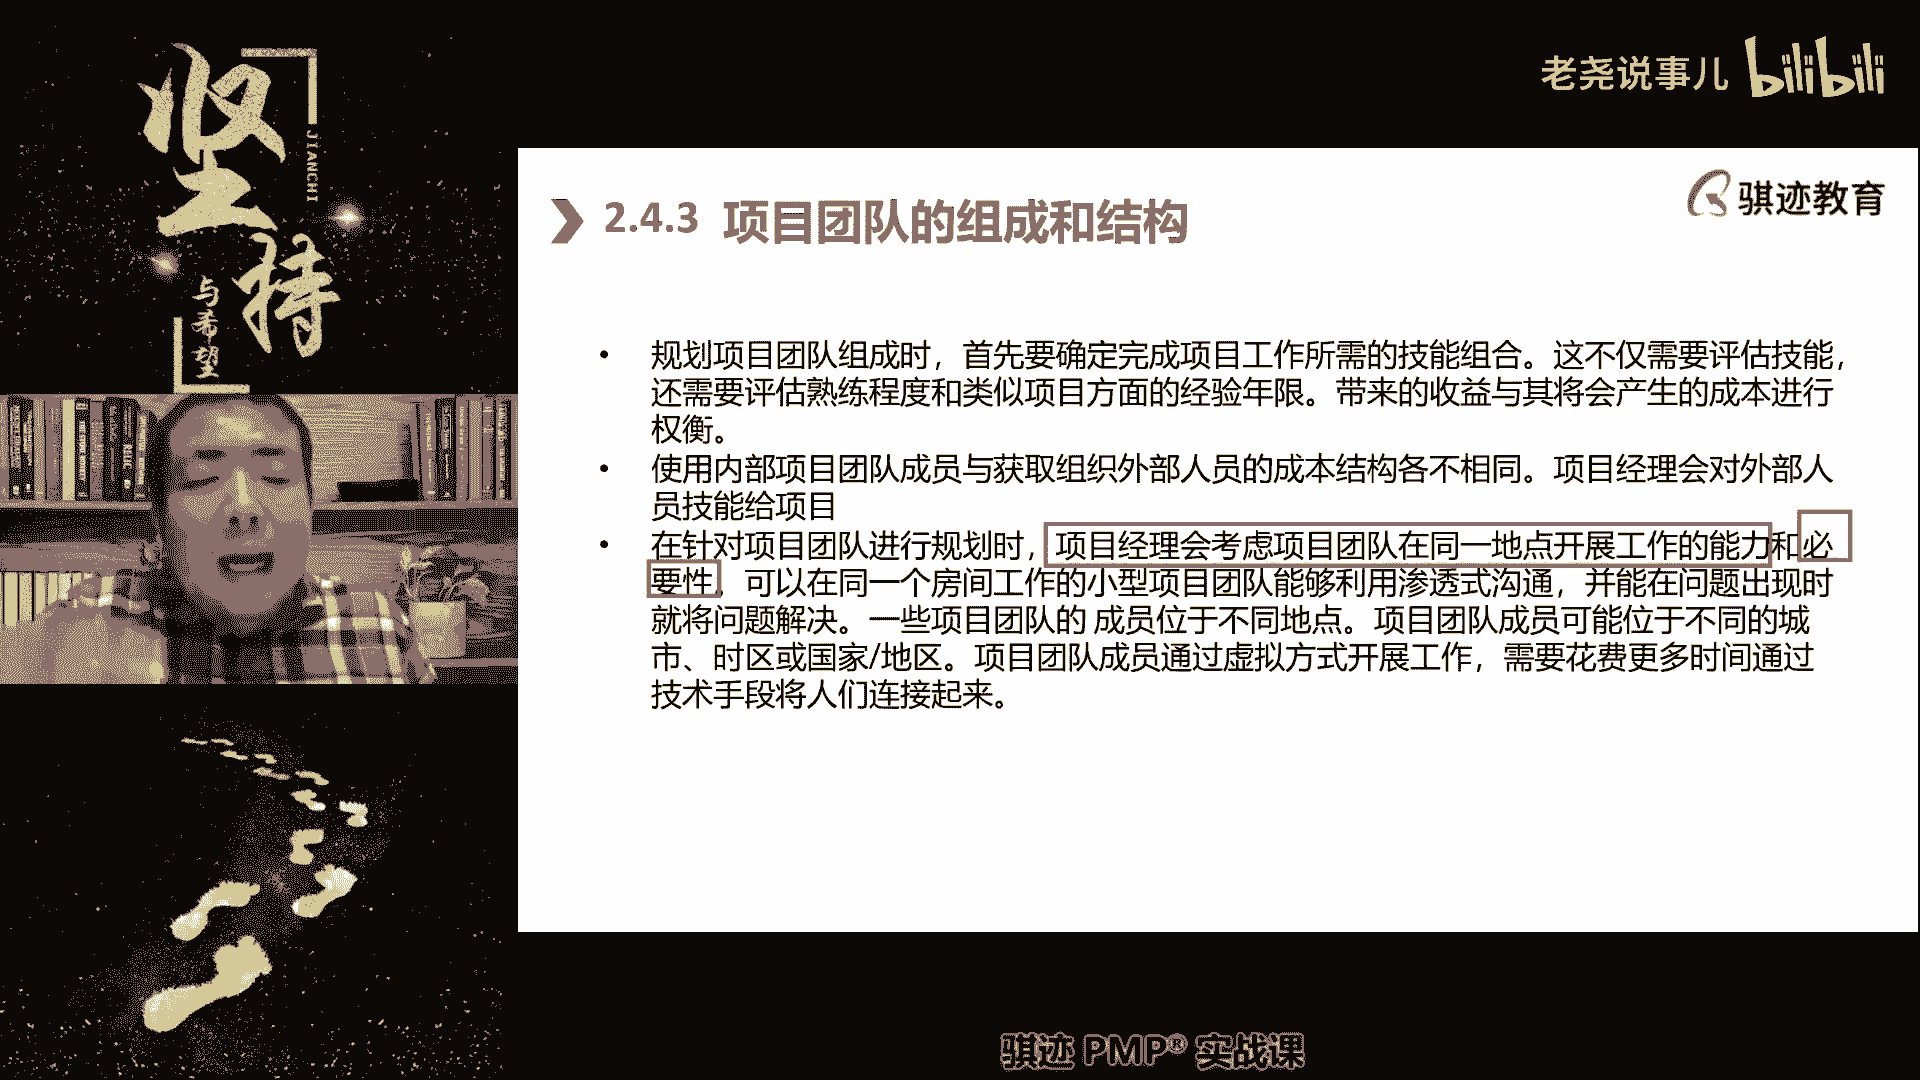 坚持
JIANCHI
与希望
老尧说事儿 bilibili
骐迹教育
2.4.3 项目团队的组成和结构
• 规划项目团队组成时，首先要确定完成项目工作所需的技能组合。这不仅需要评估技能，
还需要评估熟练程度和类似项目方面的经验年限。带来的收益与其将会产生的成本进行
权衡。
• 使用内部项目团队成员与获取组织外部人员的成本结构各不相同。项目经理会对外部人
员技能给项目
• 在针对项目团队进行规划时，项目经理会考虑项目团队在同一地点开展工作的能力和必
要性。可以在同一个房间工作的小型项目团队能够利用渗透式沟通，并能在问题出现时
就将问题解决。一些项目团队的 成员位于不同地点。项目团队成员可能位于不同的城
市、时区或国家/地区。项目团队成员通过虚拟方式开展工作，需要花费更多时间通过
技术手段将人们连接起来。
骐迹 PMP® 实战课